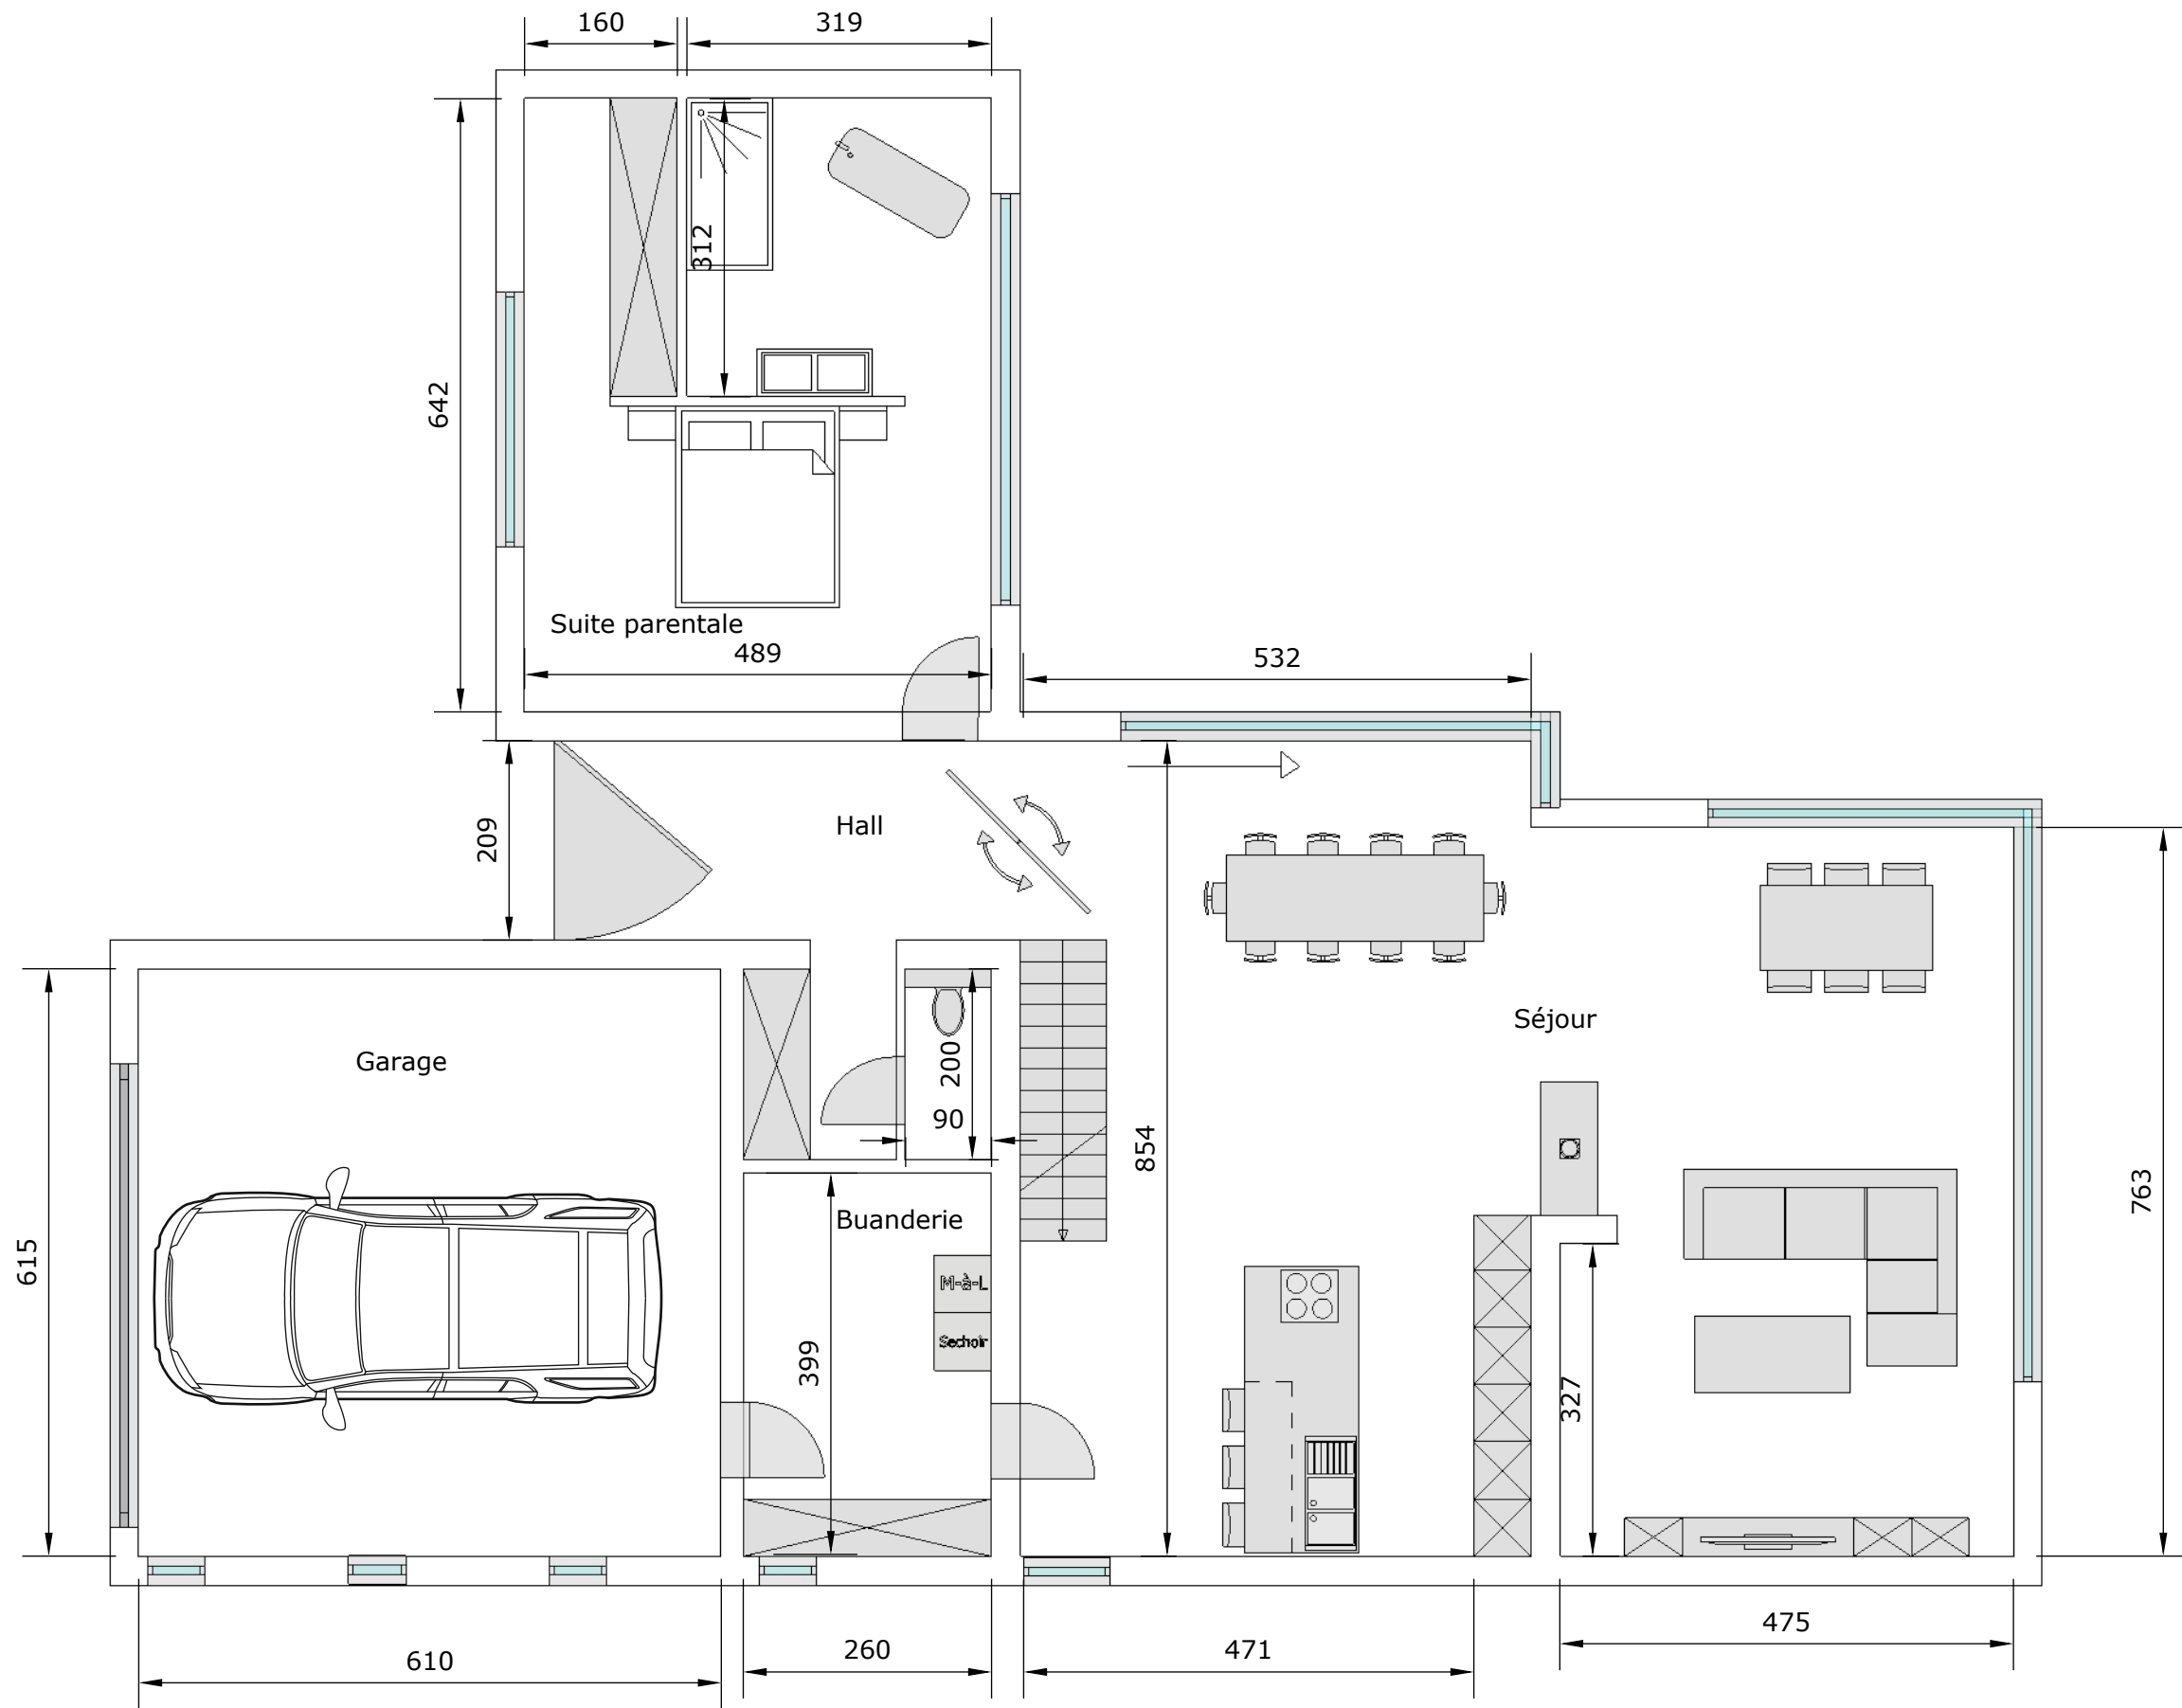 160
319
312
642
Suite parentale
489
532
209
Hall
Séjour
Garage
200
90
854
763
Buanderie
615
M-à-L
Sechoir
399
327
475
471
260
610